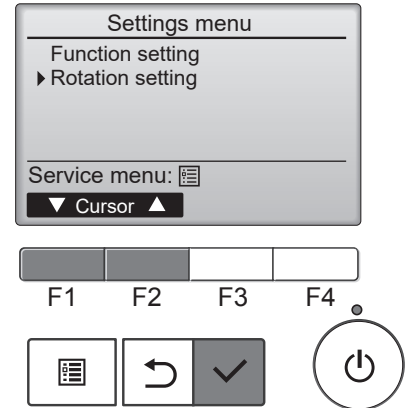 Settings menu
Function setting
Rotation setting
Service menu:
Cursor
F1 F2 F3 F4